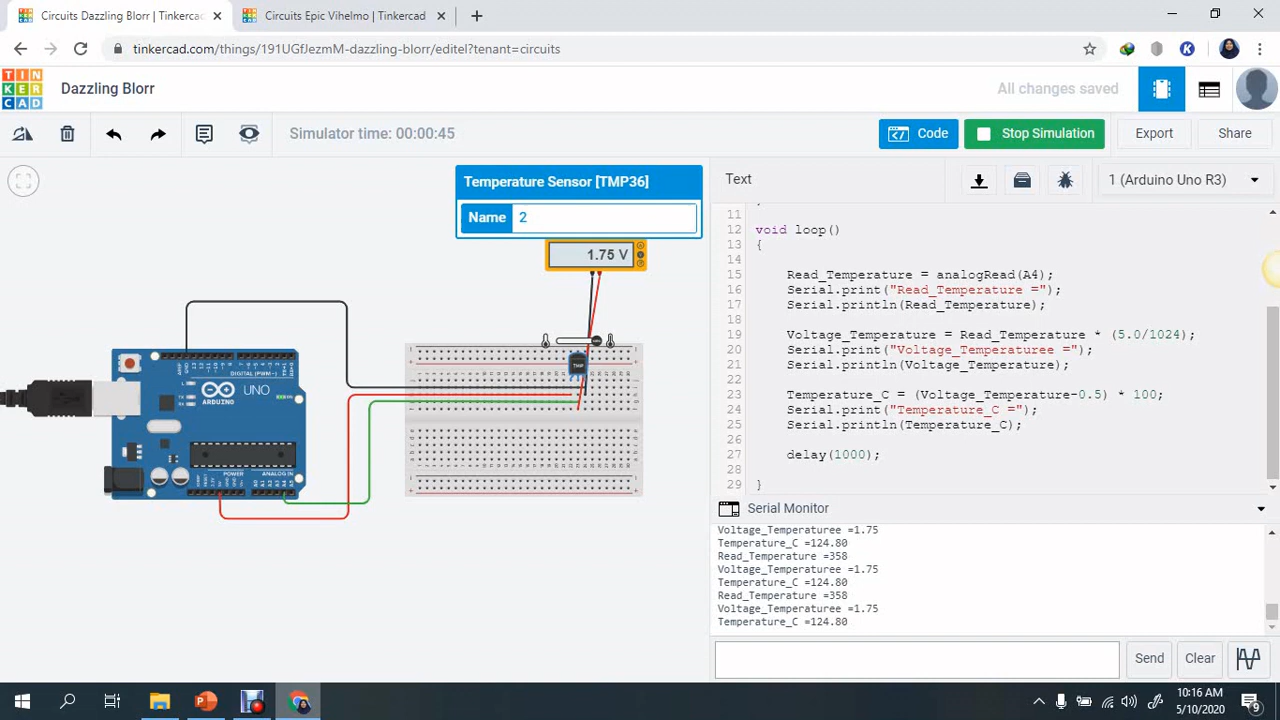 Circuits Dazzling Blorr | Tinkercad
Circuits Epic Vihelmo | Tinkercad
tinkercad.com/things/191UGfJezmM-dazzling-blorr/editel?tenant=circuits
K
TIN
KER
CAD
Dazzling Blorr
All changes saved
Simulator time: 00:00:45
Code
Stop Simulation
Export
Share
Temperature Sensor [TMP36]
Name 2
1.75 V
TMP
DIGITAL (PWM~)
UNO
ARDUINO
POWER
ANALOG IN
Text
1 (Arduino Uno R3)
11
12 void loop()
13 {
14
15 Read_Temperature = analogRead(A4);
16 Serial.print("Read_Temperature =");
17 Serial.println(Read_Temperature);
18
19 Voltage_Temperature = Read_Temperature * (5.0/1024);
20 Serial.print("Voltage_Temperaturee =");
21 Serial.println(Voltage_Temperature);
22
23 Temperature_C = (Voltage_Temperature-0.5) * 100;
24 Serial.print("Temperature_C =");
25 Serial.println(Temperature_C);
26
27 delay(1000);
28
29 }
Serial Monitor
Voltage_Temperaturee =1.75
Temperature_C =124.80
Read_Temperature =358
Voltage_Temperaturee =1.75
Temperature_C =124.80
Read_Temperature =358
Voltage_Temperaturee =1.75
Temperature_C =124.80
Send
Clear
10:16 AM
5/10/2020
9